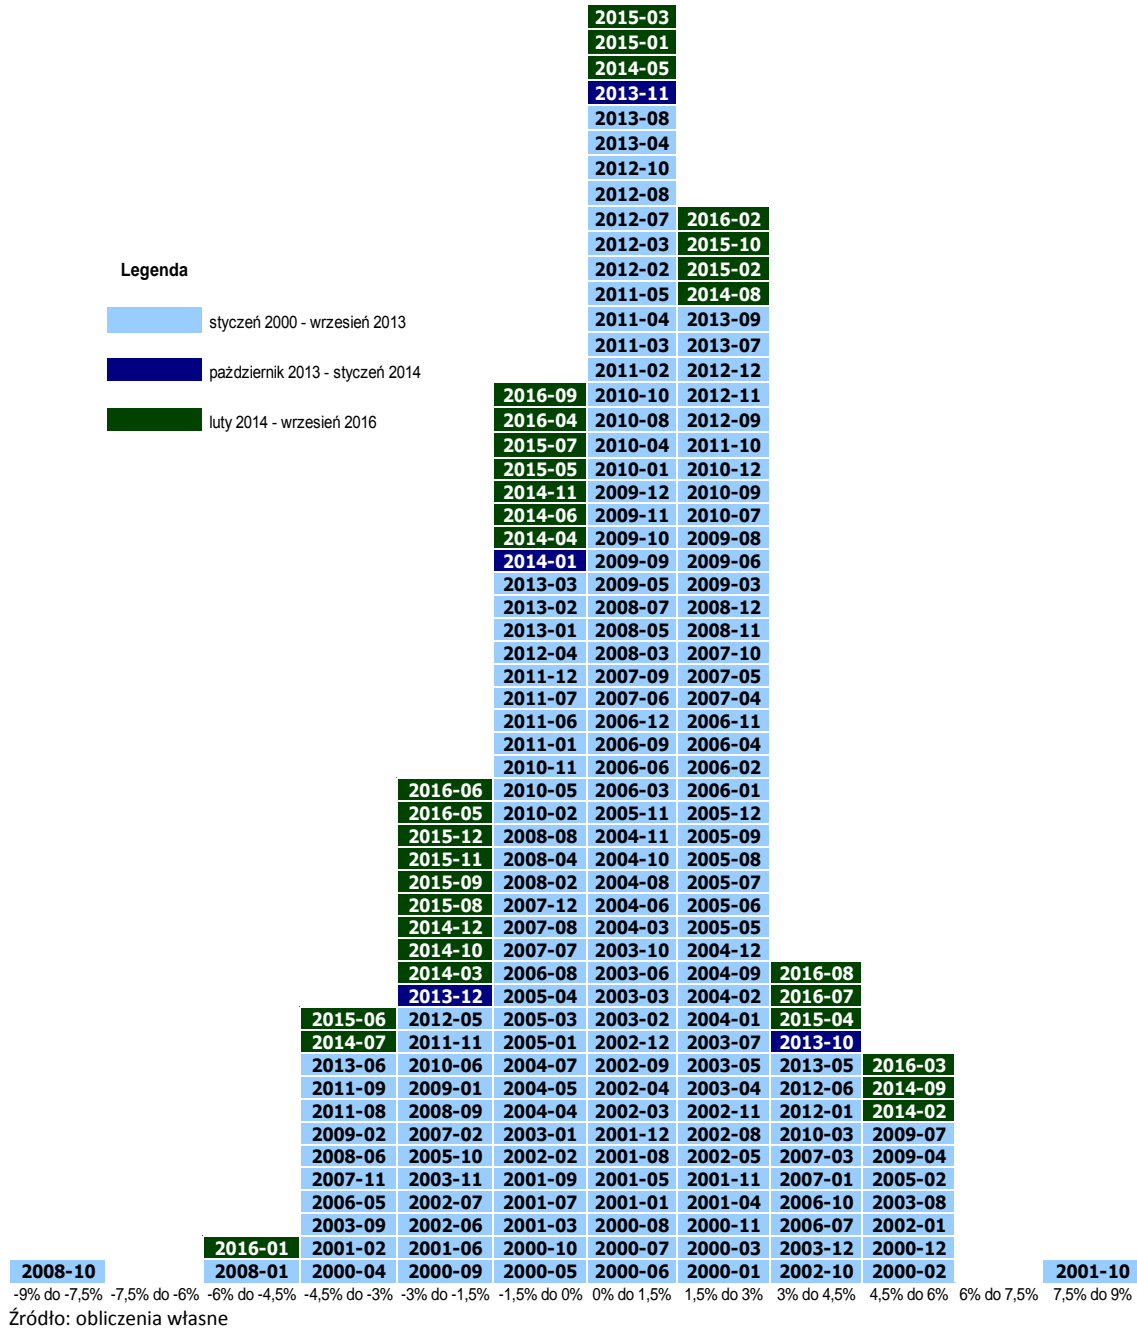 2015-03
2015-01
2014-05
2013-11
2013-08
2013-04
2012-10
2012-08
2012-07 2016-02
2012-03 2015-10
Legenda 2012-02 2015-02
2011-05 2014-08
styczeń 2000 - wrzesień 2013 2011-04 2013-09
2011-03 2013-07
październik 2013 - styczeń 2014 2011-02 2012-12
2016-09 2010-10 2012-11
luty 2014 - wrzesień 2016 2016-04 2010-08 2012-09
2015-07 2010-04 2011-10
2015-05 2010-01 2010-12
2014-11 2009-12 2010-09
2014-06 2009-11 2010-07
2014-04 2009-10 2009-08
2014-01 2009-09 2009-06
2013-03 2009-05 2009-03
2013-02 2008-07 2008-12
2013-01 2008-05 2008-11
2012-04 2008-03 2007-10
2011-12 2007-09 2007-05
2011-07 2007-06 2007-04
2011-06 2006-12 2006-11
2011-01 2006-09 2006-04
2010-11 2006-06 2006-02
2016-06 2010-05 2006-03 2006-01
2016-05 2010-02 2005-11 2005-12
2015-12 2008-08 2004-11 2005-09
2015-11 2008-04 2004-10 2005-08
2015-09 2008-02 2004-08 2005-07
2015-08 2007-12 2004-06 2005-06
2014-12 2007-08 2004-03 2005-05
2014-10 2007-07 2003-10 2004-12
2014-03 2006-08 2003-06 2004-09 2016-08
2013-12 2005-04 2003-03 2004-02 2016-07
2015-06 2012-05 2005-03 2003-02 2004-01 2015-04
2014-07 2011-11 2005-01 2002-12 2003-07 2013-10
2013-06 2010-06 2004-07 2002-09 2003-05 2013-05 2016-03
2011-09 2009-01 2004-05 2002-04 2003-04 2012-06 2014-09
2011-08 2008-09 2004-04 2002-03 2002-11 2012-01 2014-02
2009-02 2007-02 2003-01 2001-12 2002-08 2010-03 2009-07
2008-06 2005-10 2002-02 2001-08 2002-05 2007-03 2009-04
2007-11 2003-11 2001-09 2001-05 2001-11 2007-01 2005-02
2006-05 2002-07 2001-07 2001-01 2001-04 2006-10 2003-08
2003-09 2002-06 2001-03 2000-08 2000-11 2006-07 2002-01
2016-01 2001-02 2001-06 2000-10 2000-07 2000-03 2003-12 2000-12
2008-10 2008-01 2000-04 2000-09 2000-05 2000-06 2000-01 2002-10 2000-02 2001-10
-9% do -7,5% -7,5% do -6% -6% do -4,5% -4,5% do -3% -3% do -1,5% -1,5% do 0% 0% do 1,5% 1,5% do 3% 3% do 4,5% 4,5% do 6% 6% do 7,5% 7,5% do 9%
Źródło: obliczenia własne